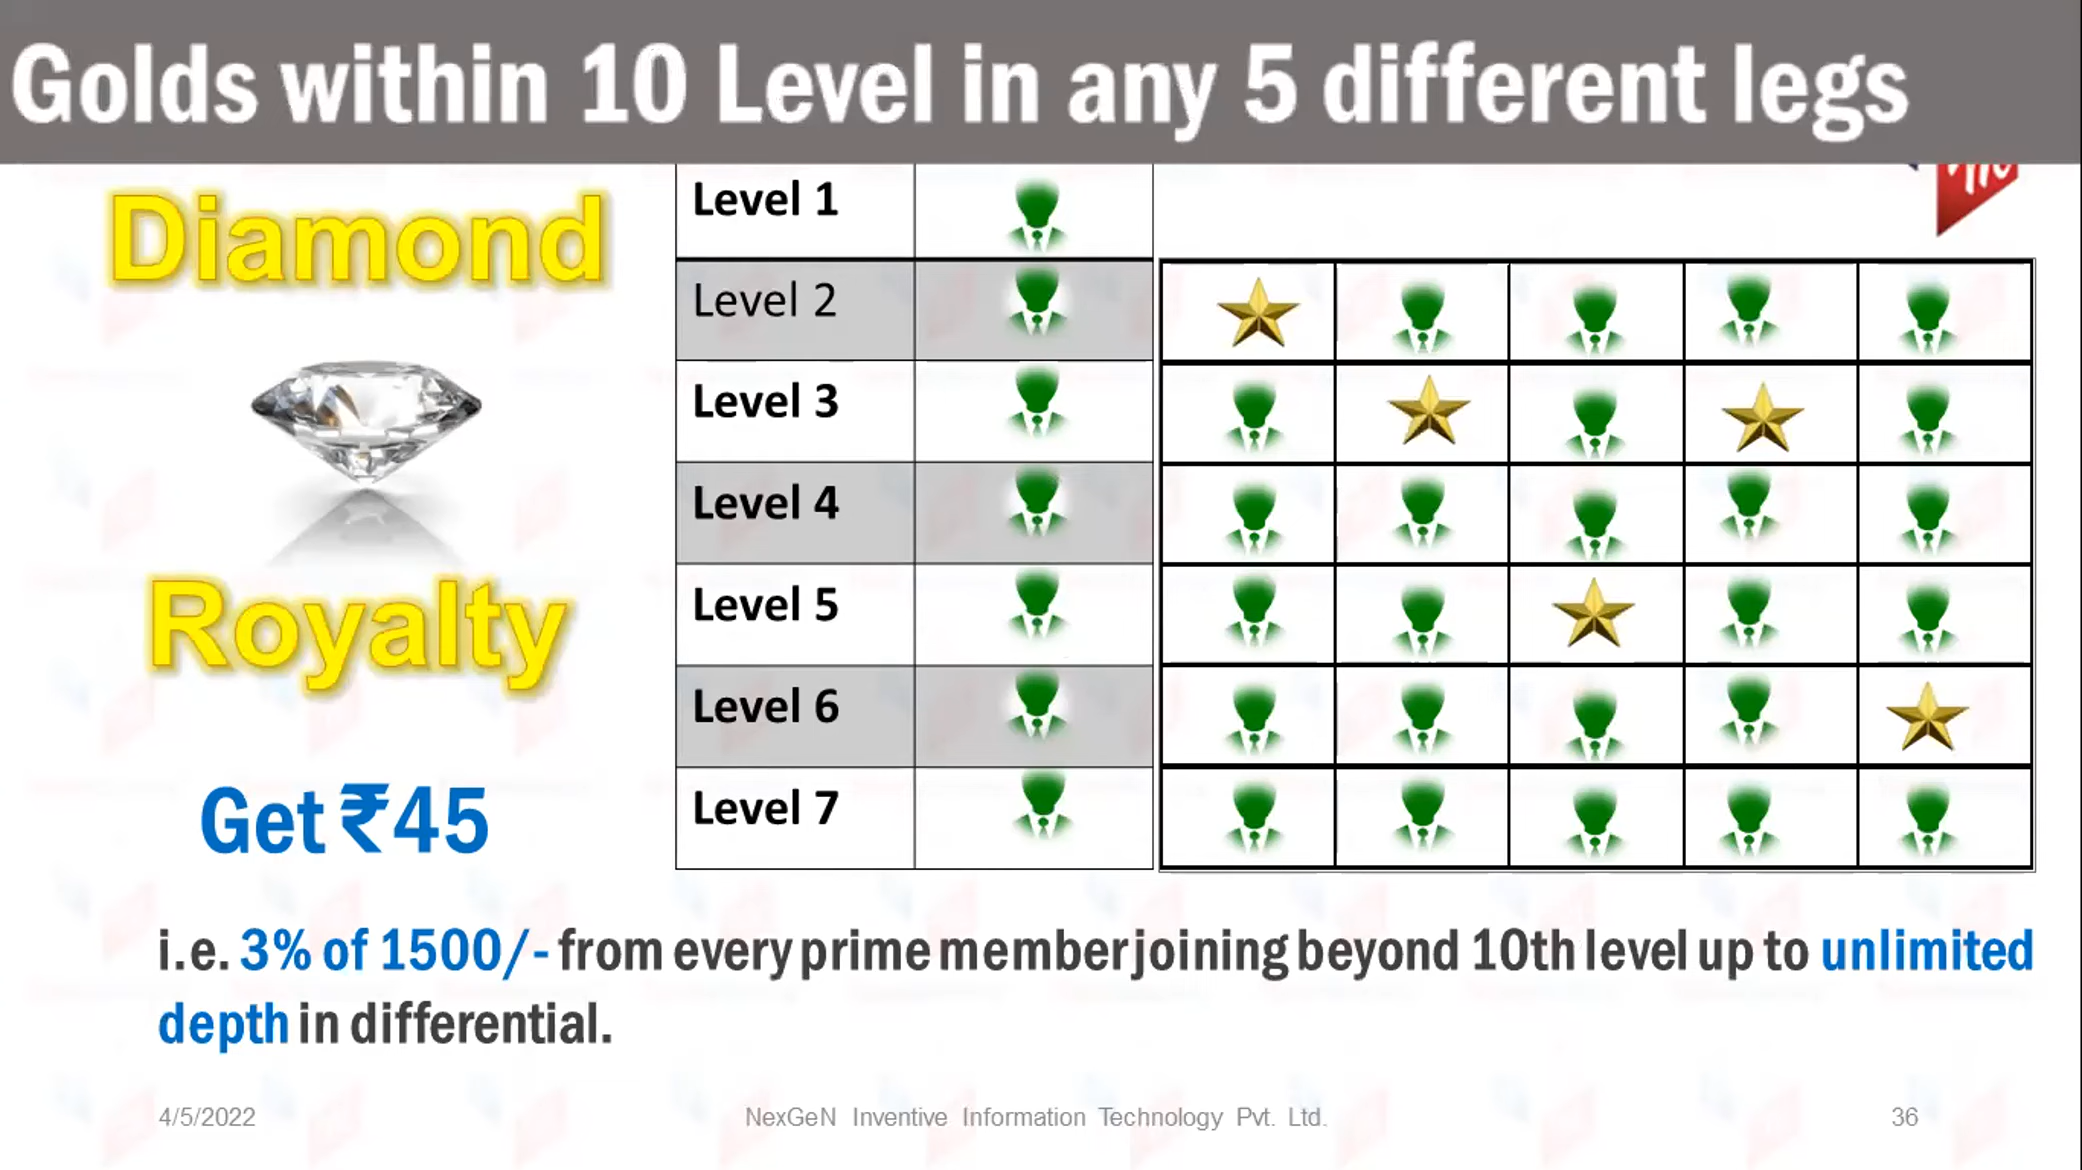 Golds within 10 Level in any 5 different legs
Diamond
Royalty
Get ₹45
Level 1
Level 2
Level 3
Level 4
Level 5
Level 6
Level 7
i.e. 3% of 1500/- from every prime member joining beyond 10th level up to unlimited
depth in differential.
4/5/2022
NexGeN Inventive Information Technology Pvt. Ltd.
36